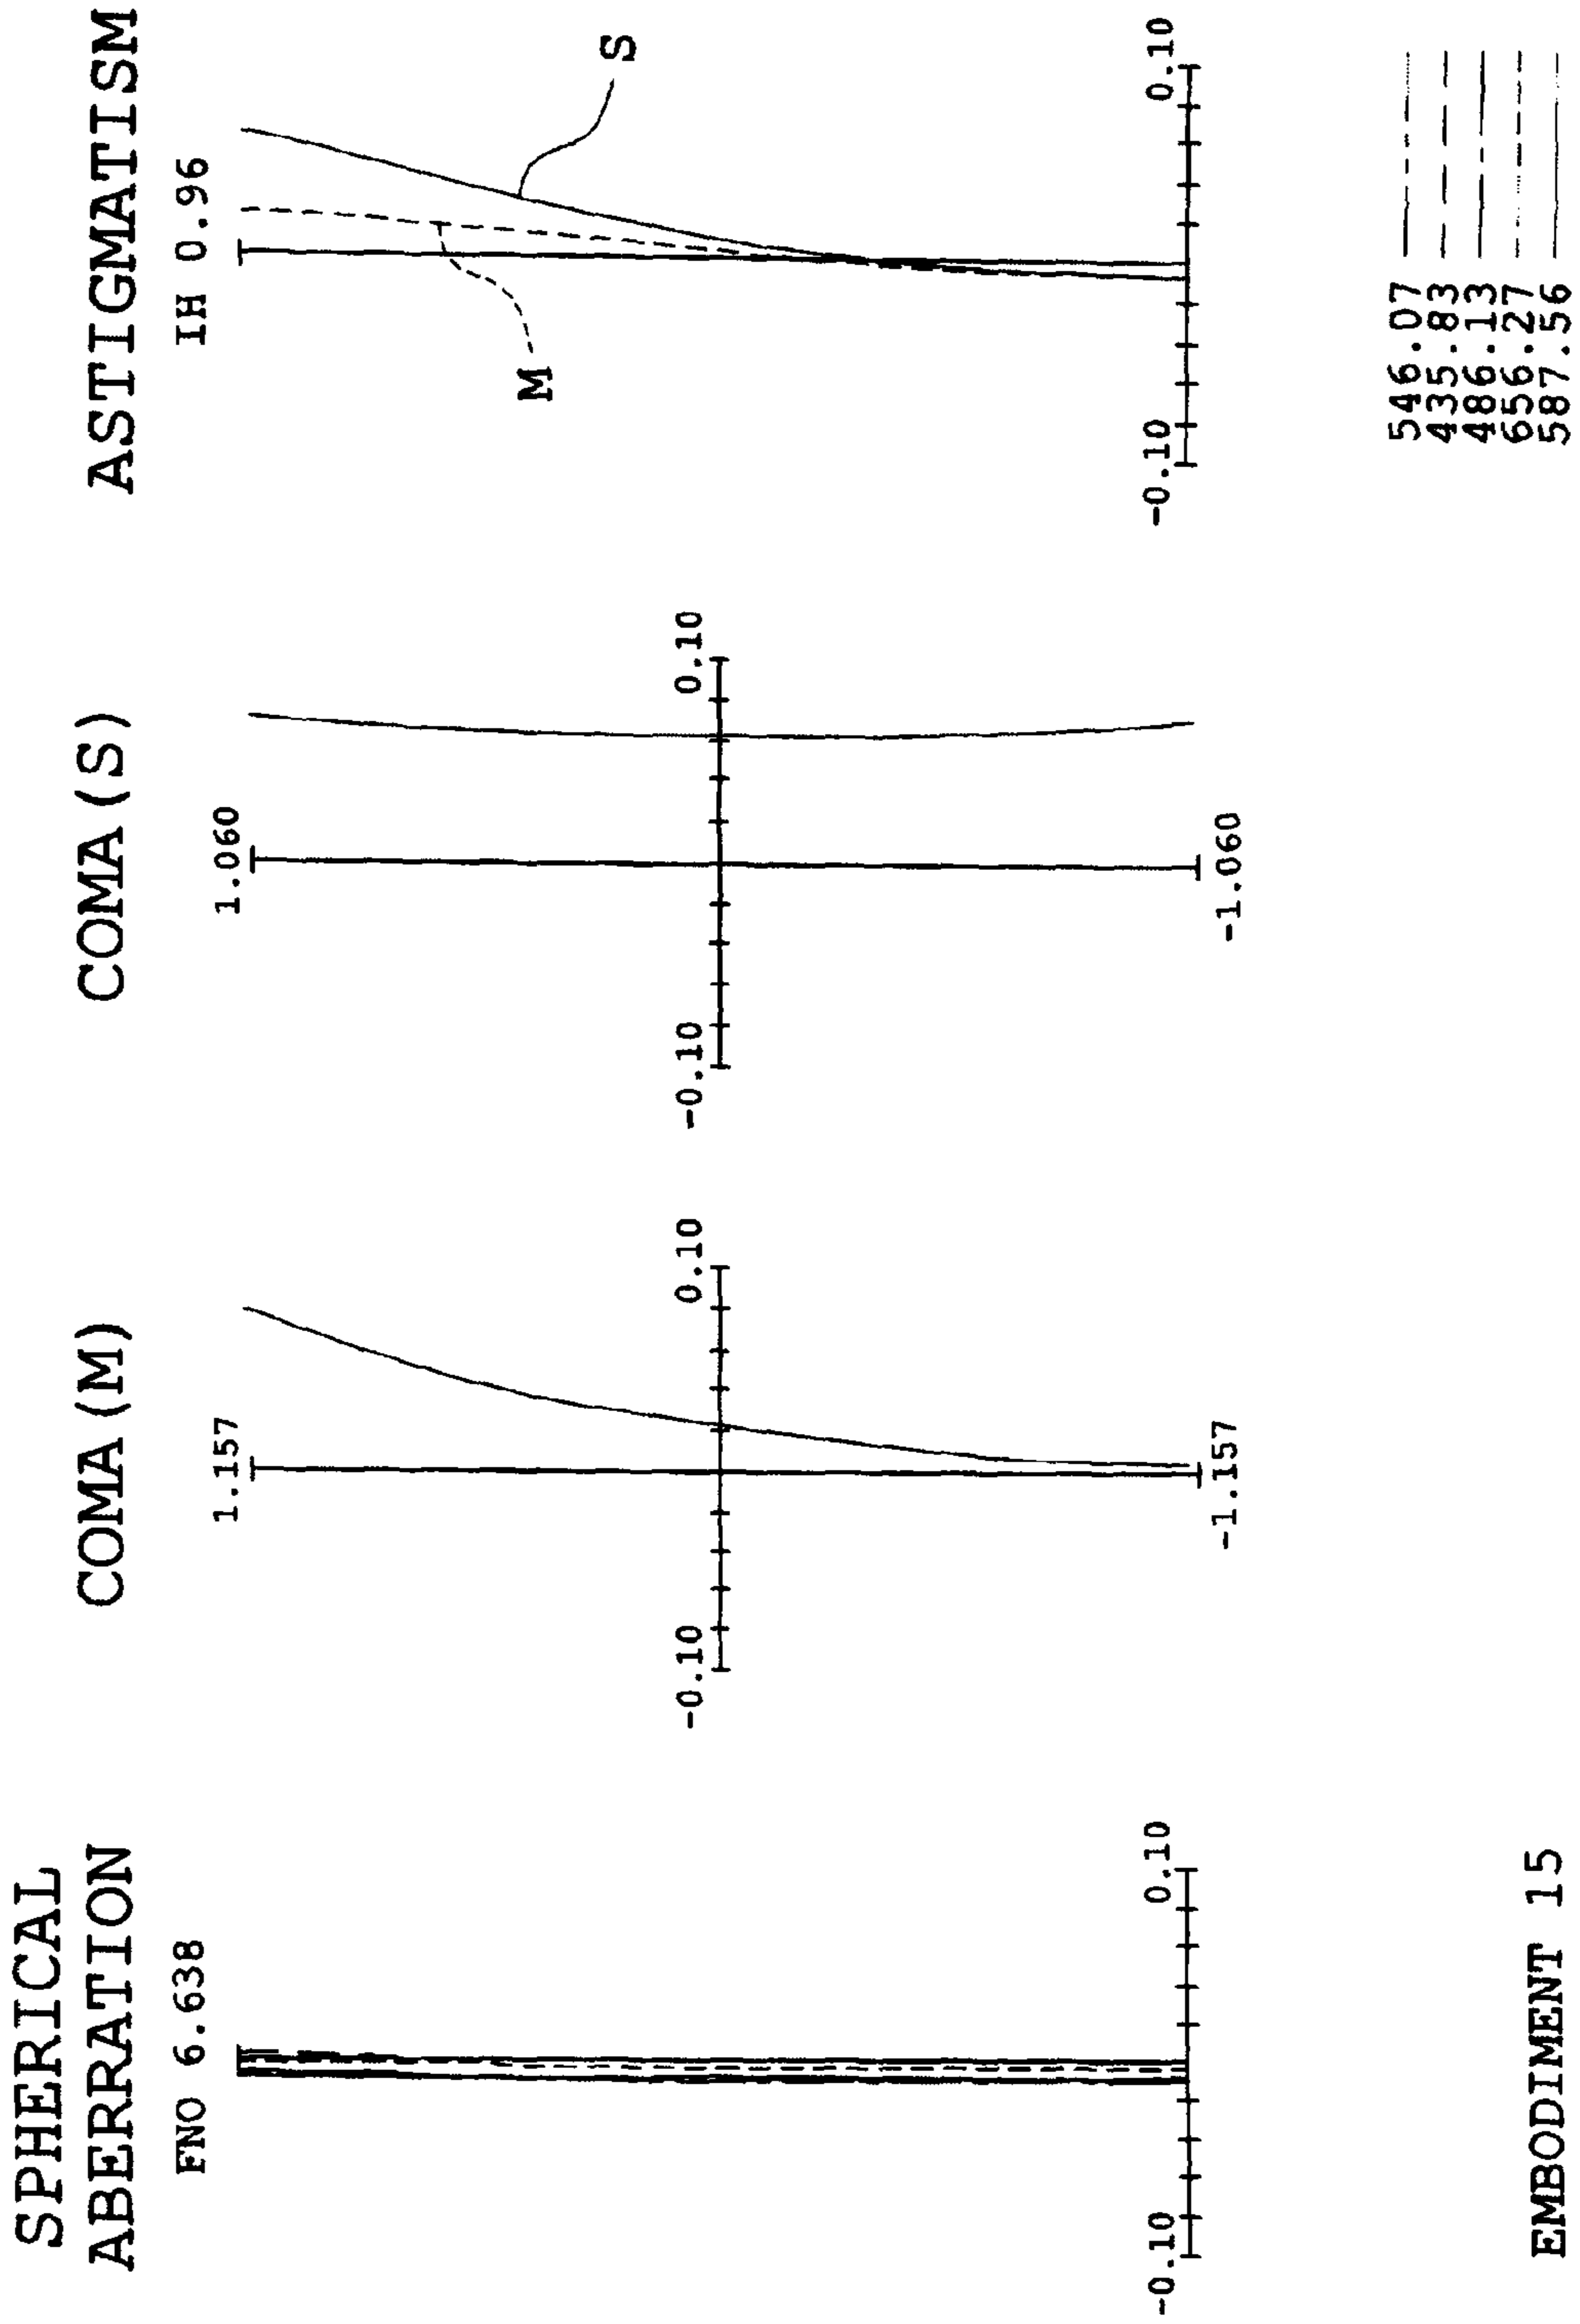 SPHERICAL
ABERRATION
FNO 6.638
-0.10
0.10
COMA (M)
1.157
-0.10
0.10
-1.157
COMA (S)
1.060
-0.10
0.10
-1.060
ASTIGMATISM
IH 0.96
M
S
-0.10
0.10
546.07
435.83
486.13
656.27
587.56
EMBODIMENT 15